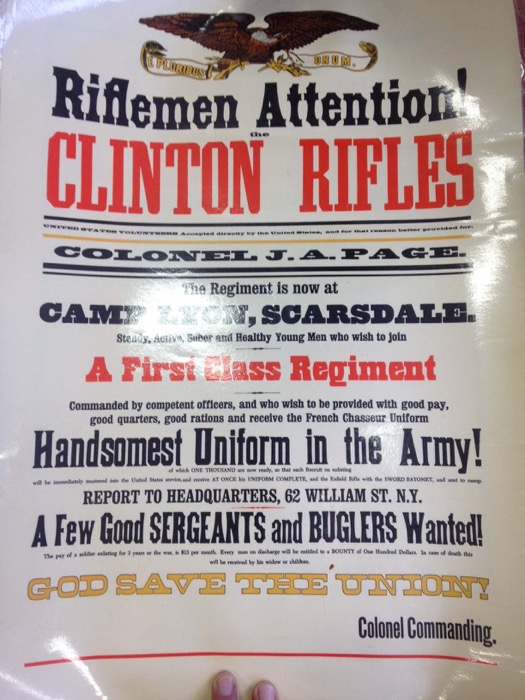 E PLURIBUS UNUM.
Riflemen Attention!
the
CLINTON RIFLES
UNITED STATES VOLUNTEERS Accepted directly by the United States, and for that reason better provided for.
COLONEL J. A. PAGE.
The Regiment is now at
CAMP LYON, SCARSDALE.
Steady, Active, Sober and Healthy Young Men who wish to join
A First Class Regiment
Commanded by competent officers, and who wish to be provided with good pay,
good quarters, good rations and receive the French Chasseur Uniform
Handsomest Uniform in the Army!
of which ONE THOUSAND are now ready, so that each Recruit on enlisting
will be immediately mustered into the United States service, and receive AT ONCE his UNIFORM COMPLETE, and the Enfield Rifle with the SWORD BAYONET, and sent to camp.
REPORT TO HEADQUARTERS, 62 WILLIAM ST. N.Y.
A Few Good SERGEANTS and BUGLERS Wanted!
The pay of a soldier enlisting for 3 years or the war, is $13 per month. Every man on discharge will be entitled to a BOUNTY of One Hundred Dollars. In case of death this
will be received by his widow or children.
GOD SAVE THE UNION!
Colonel Commanding.